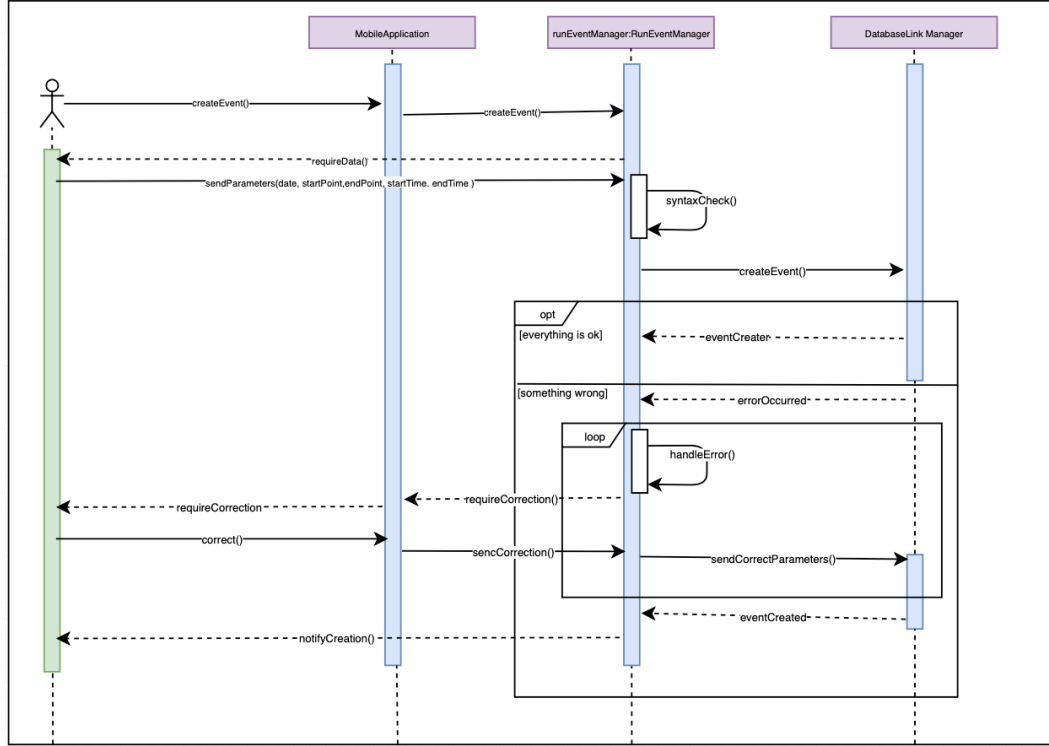 MobileApplication
runEventManager:RunEventManager
DatabaseLink Manager
createEvent()
createEvent()
requireData()
sendParameters(date, startPoint,endPoint, startTime. endTime )
syntaxCheck()
createEvent()
opt
[everything is ok]
eventCreater
[something wrong]
errorOccurred
loop
handleError()
requireCorrection()
requireCorrection
correct()
sencCorrection()
sendCorrectParameters()
eventCreated
notifyCreation()